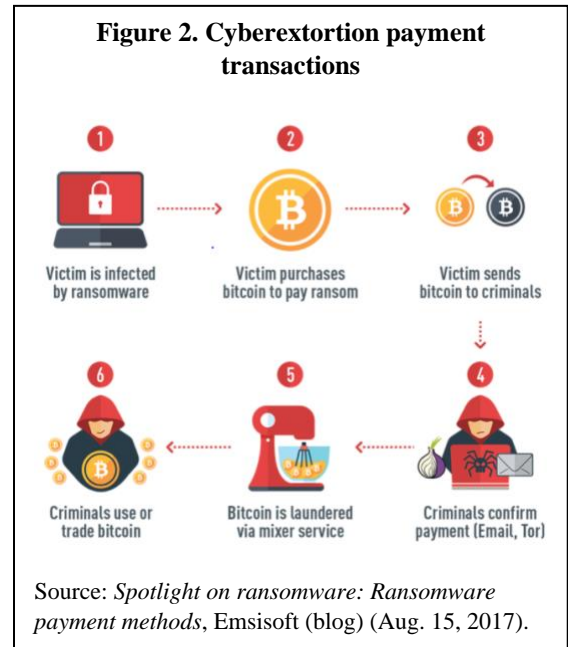 Figure 2. Cyberextortion payment
transactions
1
2
3
Victim is infected
by ransomware
Victim purchases
bitcoin to pay ransom
Victim sends
bitcoin to criminals
6
5
4
Criminals use or
trade bitcoin
Bitcoin is laundered
via mixer service
Criminals confirm
payment (Email, Tor)
Source: Spotlight on ransomware: Ransomware
payment methods, Emsisoft (blog) (Aug. 15, 2017).